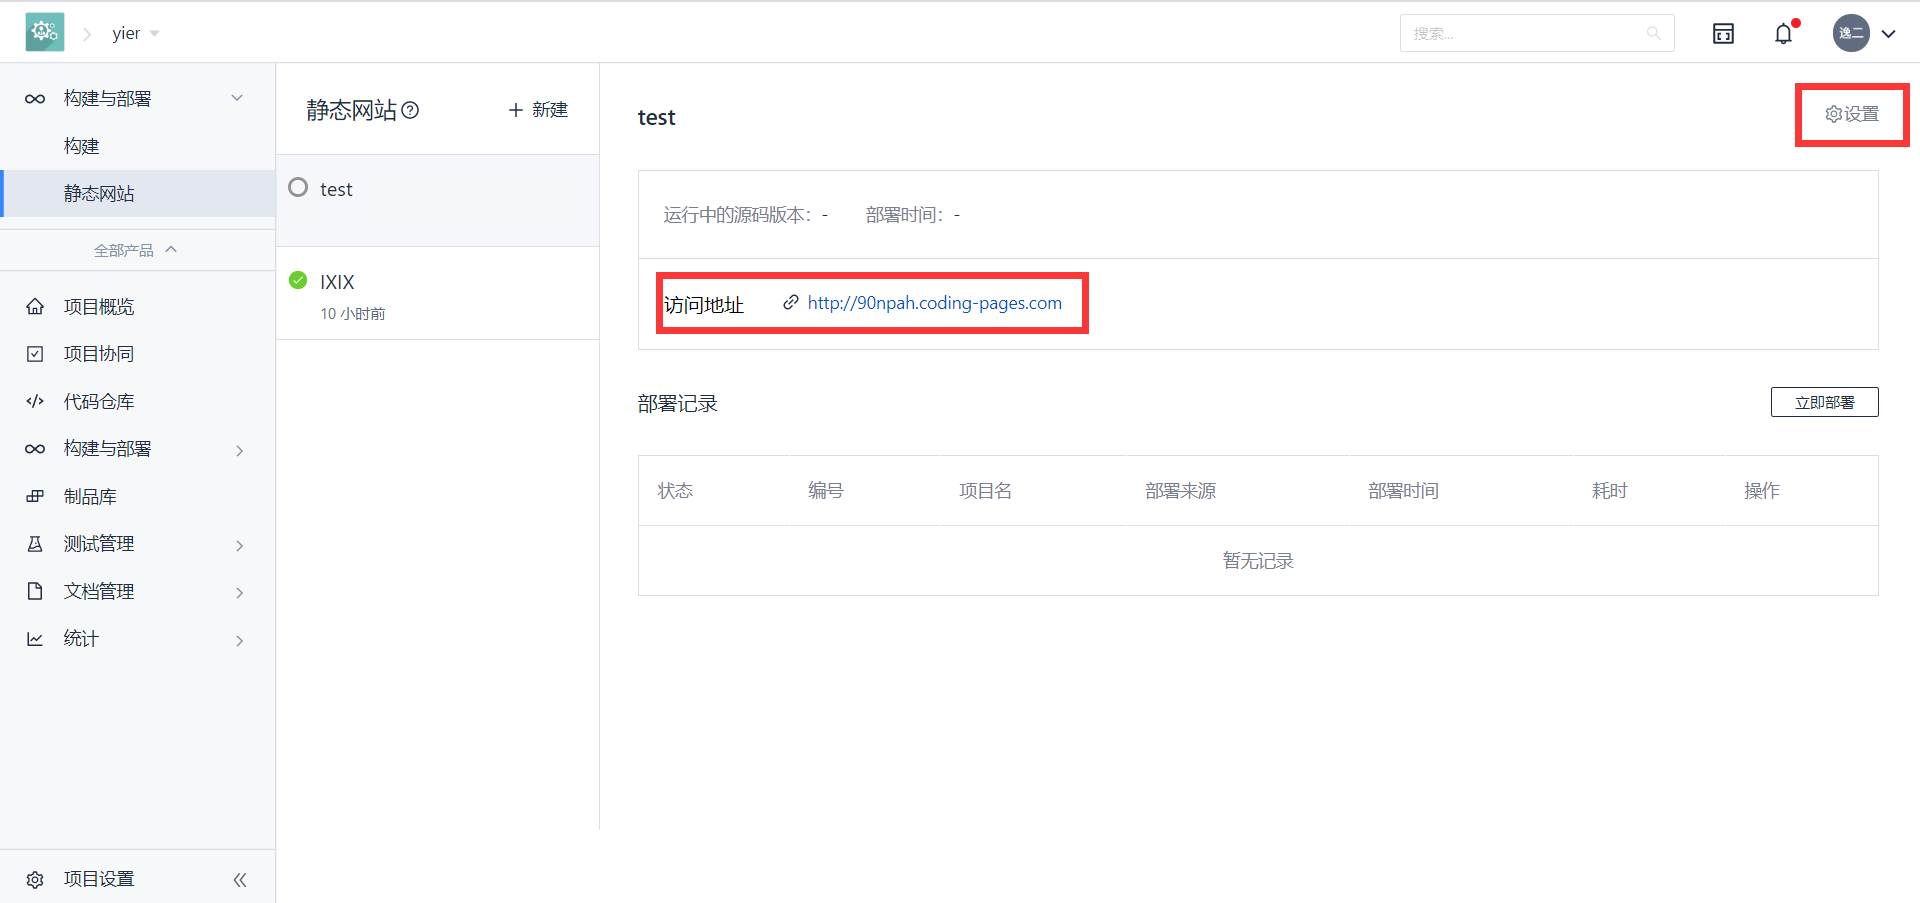 yier
搜索...
逸二
构建与部署
构建
静态网站
全部产品
项目概览
项目协同
代码仓库
构建与部署
制品库
测试管理
文档管理
统计
项目设置
静态网站
新建
test
IXIX
10 小时前
test
设置
运行中的源码版本： -
部署时间： -
访问地址 http://90npah.coding-pages.com
部署记录
立即部署
状态 编号 项目名 部署来源 部署时间 耗时 操作
暂无记录